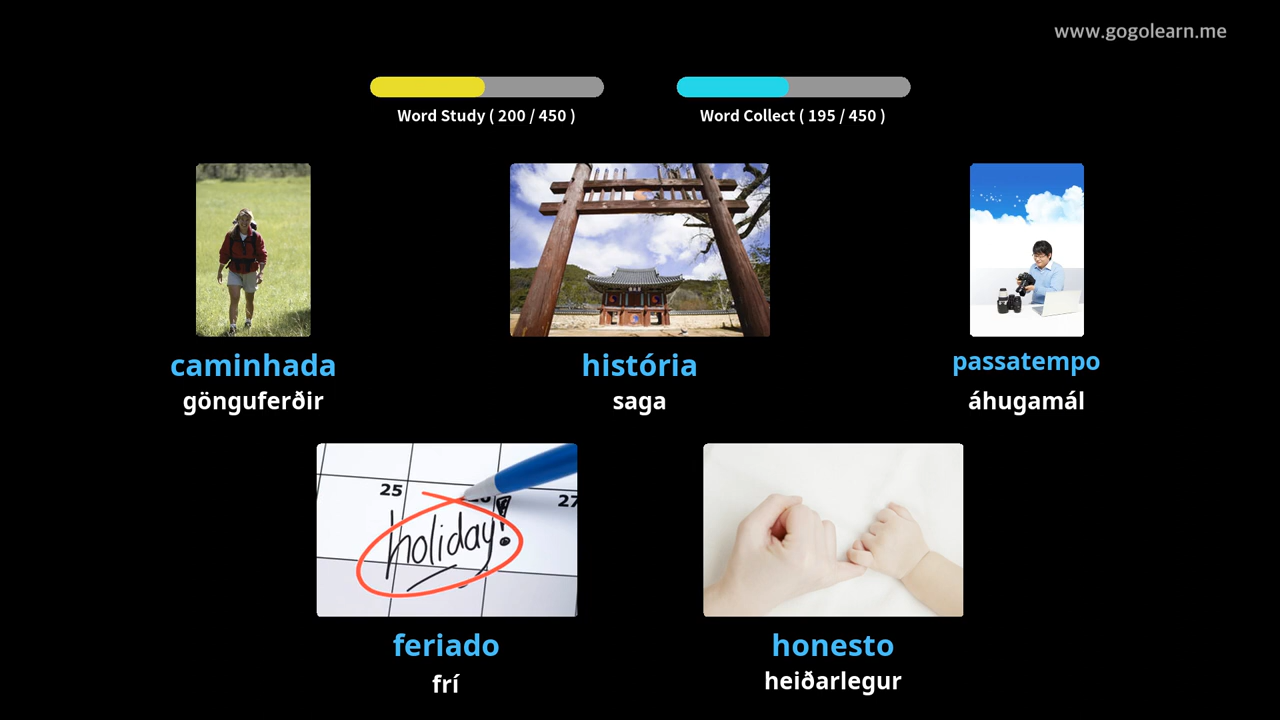 www.gogolearn.me
Word Study ( 200 / 450 )
Word Collect ( 195 / 450 )
caminhada
gönguferðir
história
saga
passatempo
áhugamál
25
27
holiday!
feriado
frí
honesto
heiðarlegur